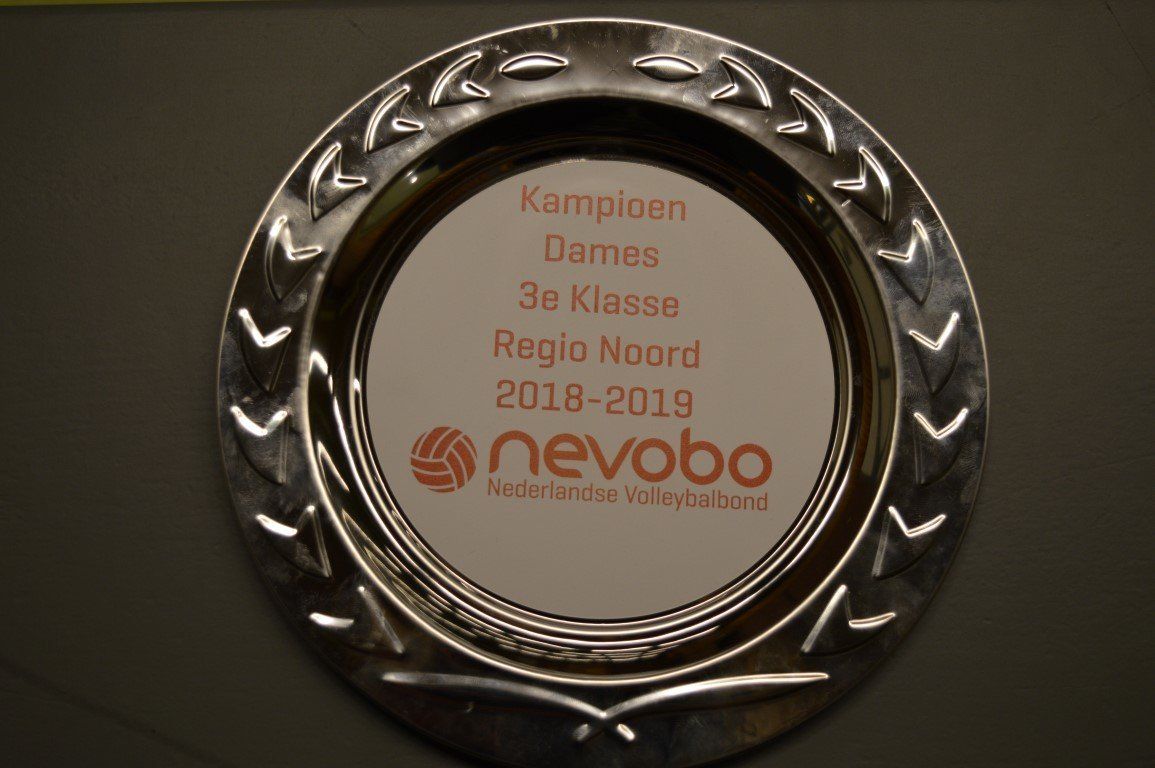 Kampioen
Dames
3e Klasse
Regio Noord
2018-2019
nevobo
Nederlandse Volleybalbond